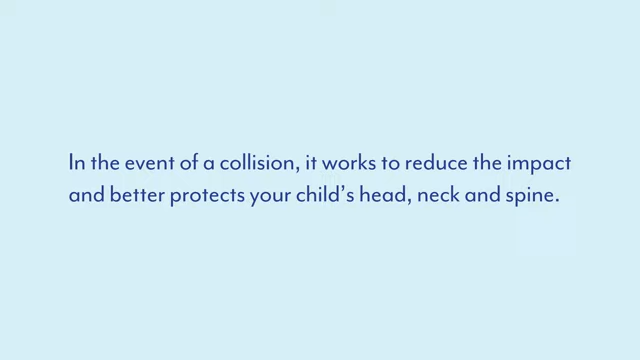 In the event of a collision, it works to reduce the impact
and better protects your child’s head, neck and spine.